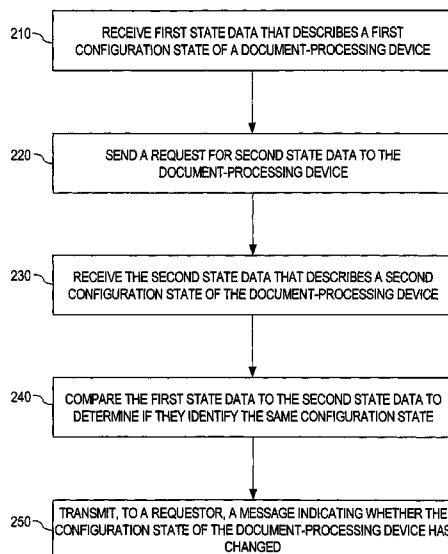 210
RECEIVE FIRST STATE DATA THAT DESCRIBES A FIRST
CONFIGURATION STATE OF A DOCUMENT-PROCESSING DEVICE
220
SEND A REQUEST FOR SECOND STATE DATA TO THE
DOCUMENT-PROCESSING DEVICE
230
RECEIVE THE SECOND STATE DATA THAT DESCRIBES A SECOND
CONFIGURATION STATE OF THE DOCUMENT-PROCESSING DEVICE
240
COMPARE THE FIRST STATE DATA TO THE SECOND STATE DATA TO
DETERMINE IF THEY IDENTIFY THE SAME CONFIGURATION STATE
250
TRANSMIT, TO A REQUESTOR, A MESSAGE INDICATING WHETHER THE
CONFIGURATION STATE OF THE DOCUMENT-PROCESSING DEVICE HAS
CHANGED